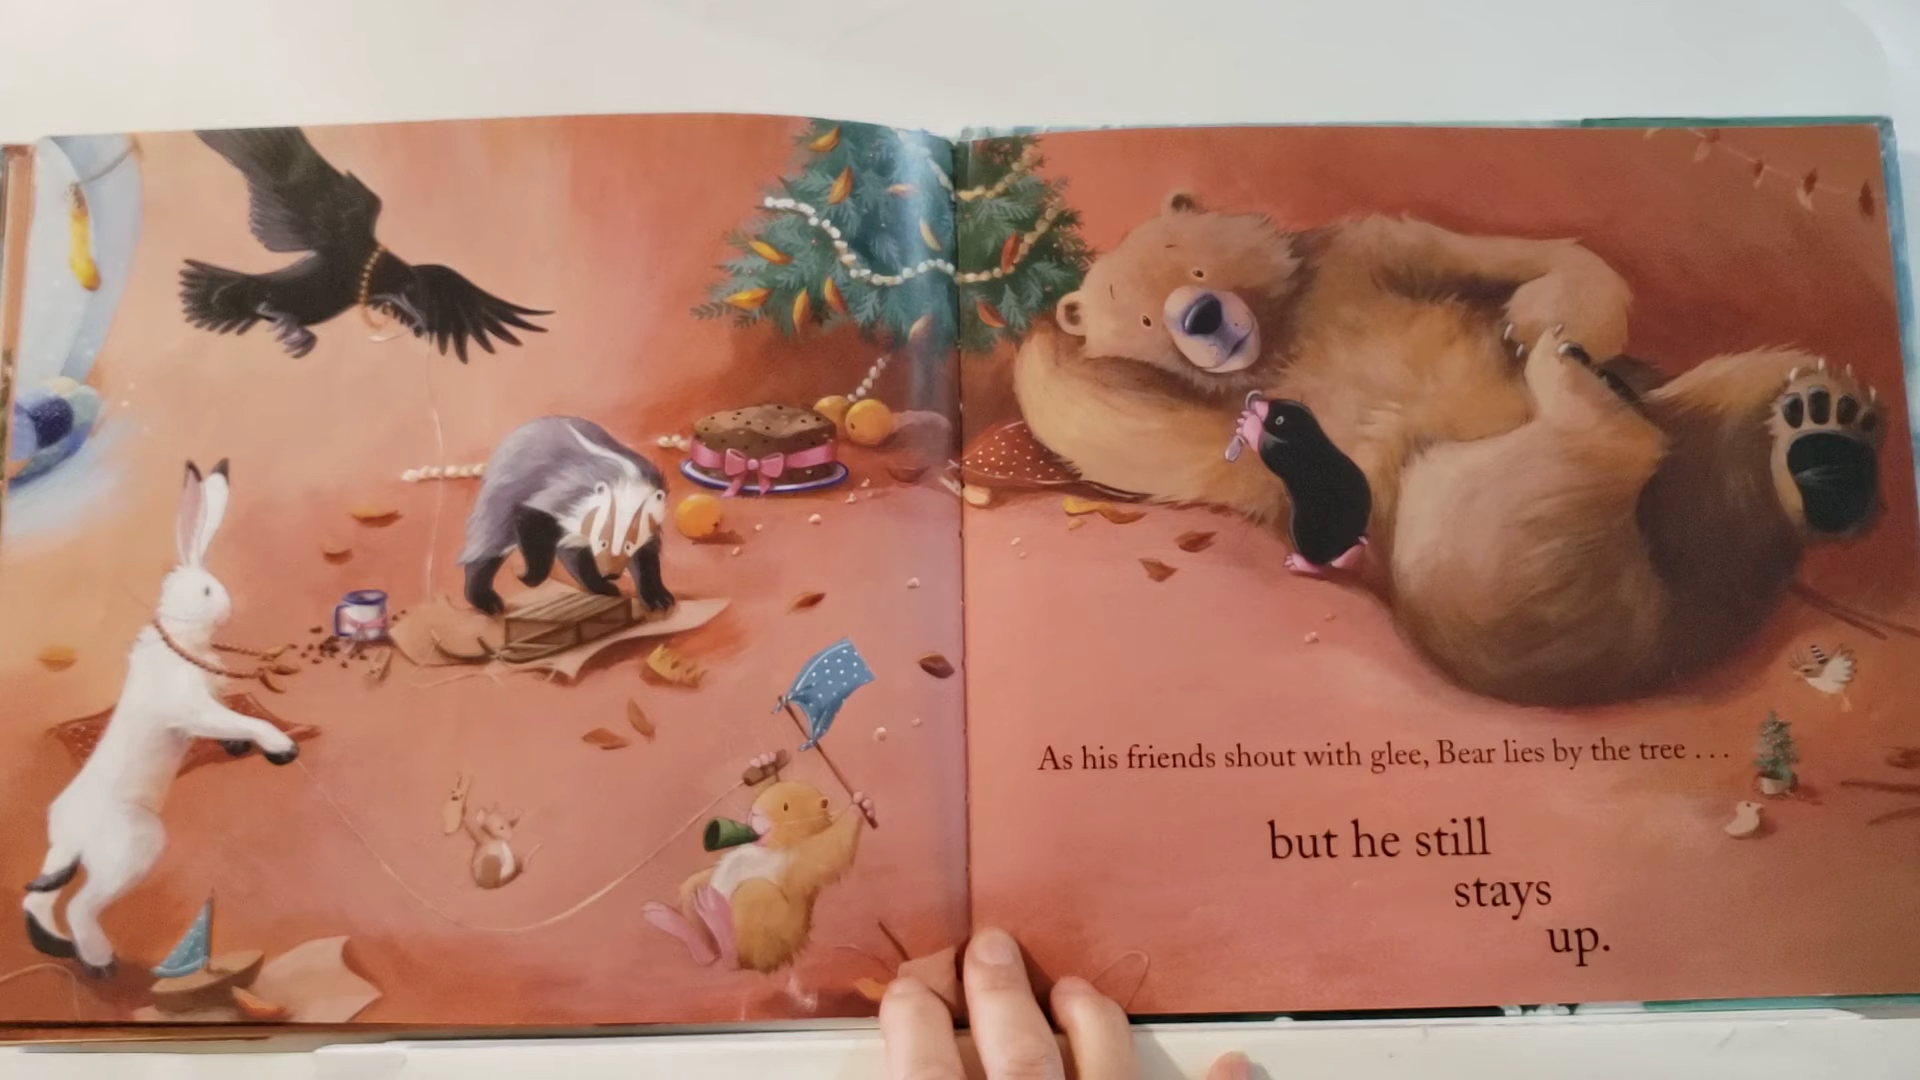 As his friends shout with glee, Bear lies by the tree . . .
but he still
stays
up.